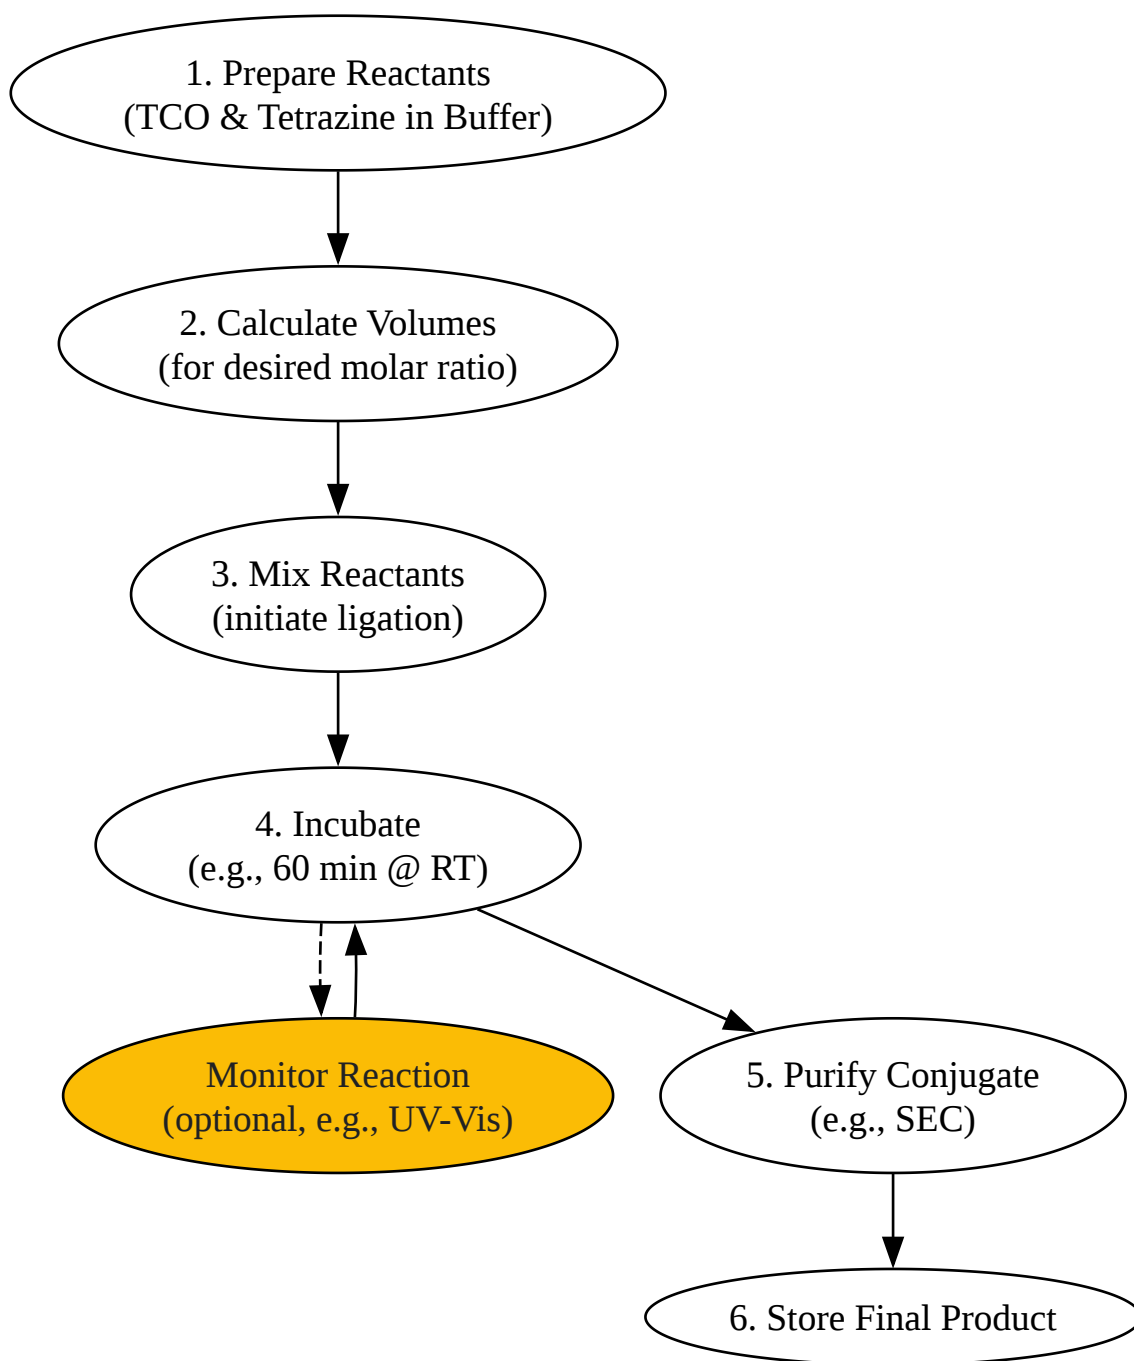 1. Prepare Reactants
(TCO & Tetrazine in Buffer)
2. Calculate Volumes
(for desired molar ratio)
3. Mix Reactants
(initiate ligation)
4. Incubate
(e.g., 60 min @ RT)
Monitor Reaction
(optional, e.g., UV-Vis)
5. Purify Conjugate
(e.g., SEC)
6. Store Final Product